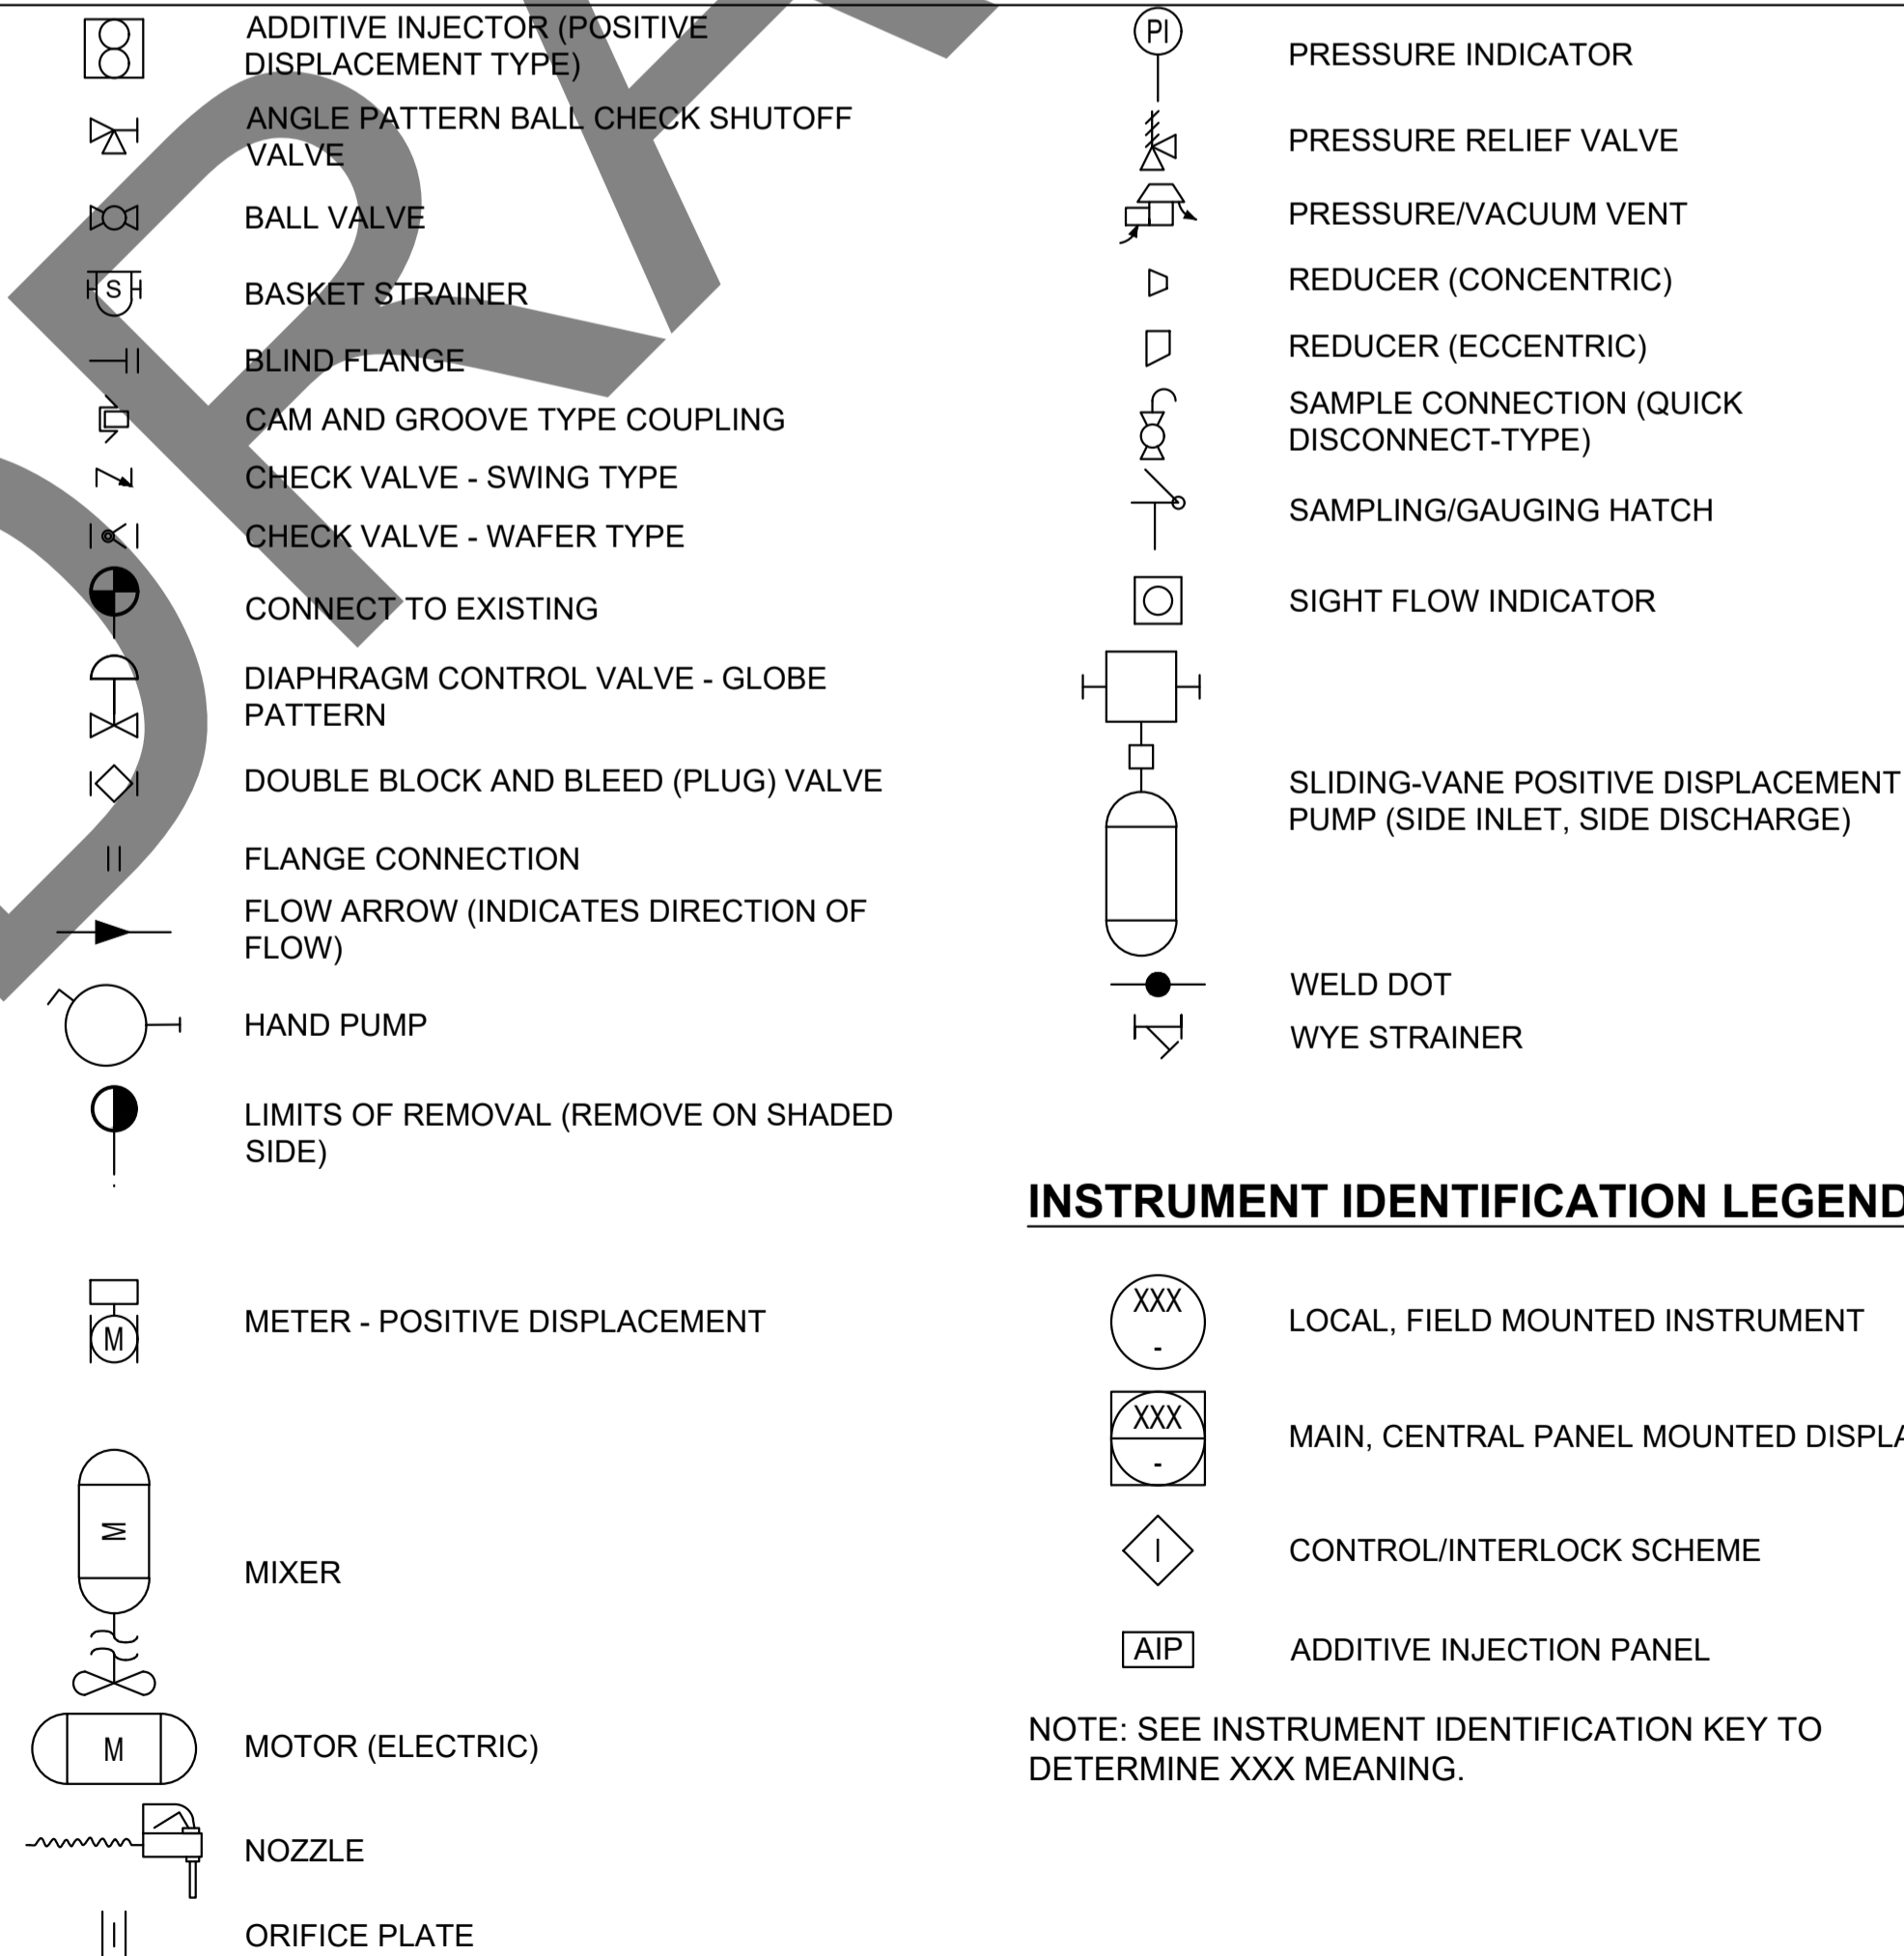 ADDITIVE INJECTOR (POSITIVE
DISPLACEMENT TYPE)
ANGLE PATTERN BALL CHECK SHUTOFF
VALVE
BALL VALVE
S
BASKET STRAINER
BLIND FLANGE
CAM AND GROOVE TYPE COUPLING
CHECK VALVE - SWING TYPE
CHECK VALVE - WAFER TYPE
CONNECT TO EXISTING
DIAPHRAGM CONTROL VALVE - GLOBE
PATTERN
DOUBLE BLOCK AND BLEED (PLUG) VALVE
FLANGE CONNECTION
FLOW ARROW (INDICATES DIRECTION OF
FLOW)
HAND PUMP
LIMITS OF REMOVAL (REMOVE ON SHADED
SIDE)
M
METER - POSITIVE DISPLACEMENT
M
MIXER
M
MOTOR (ELECTRIC)
NOZZLE
ORIFICE PLATE
PI
PRESSURE INDICATOR
PRESSURE RELIEF VALVE
PRESSURE/VACUUM VENT
REDUCER (CONCENTRIC)
REDUCER (ECCENTRIC)
SAMPLE CONNECTION (QUICK
DISCONNECT-TYPE)
SAMPLING/GAUGING HATCH
SIGHT FLOW INDICATOR
SLIDING-VANE POSITIVE DISPLACEMENT
PUMP (SIDE INLET, SIDE DISCHARGE)
WELD DOT
WYE STRAINER
INSTRUMENT IDENTIFICATION LEGEND
XXX
-
LOCAL, FIELD MOUNTED INSTRUMENT
XXX
-
MAIN, CENTRAL PANEL MOUNTED DISPLA
I
CONTROL/INTERLOCK SCHEME
AIP
ADDITIVE INJECTION PANEL
NOTE: SEE INSTRUMENT IDENTIFICATION KEY TO
DETERMINE XXX MEANING.